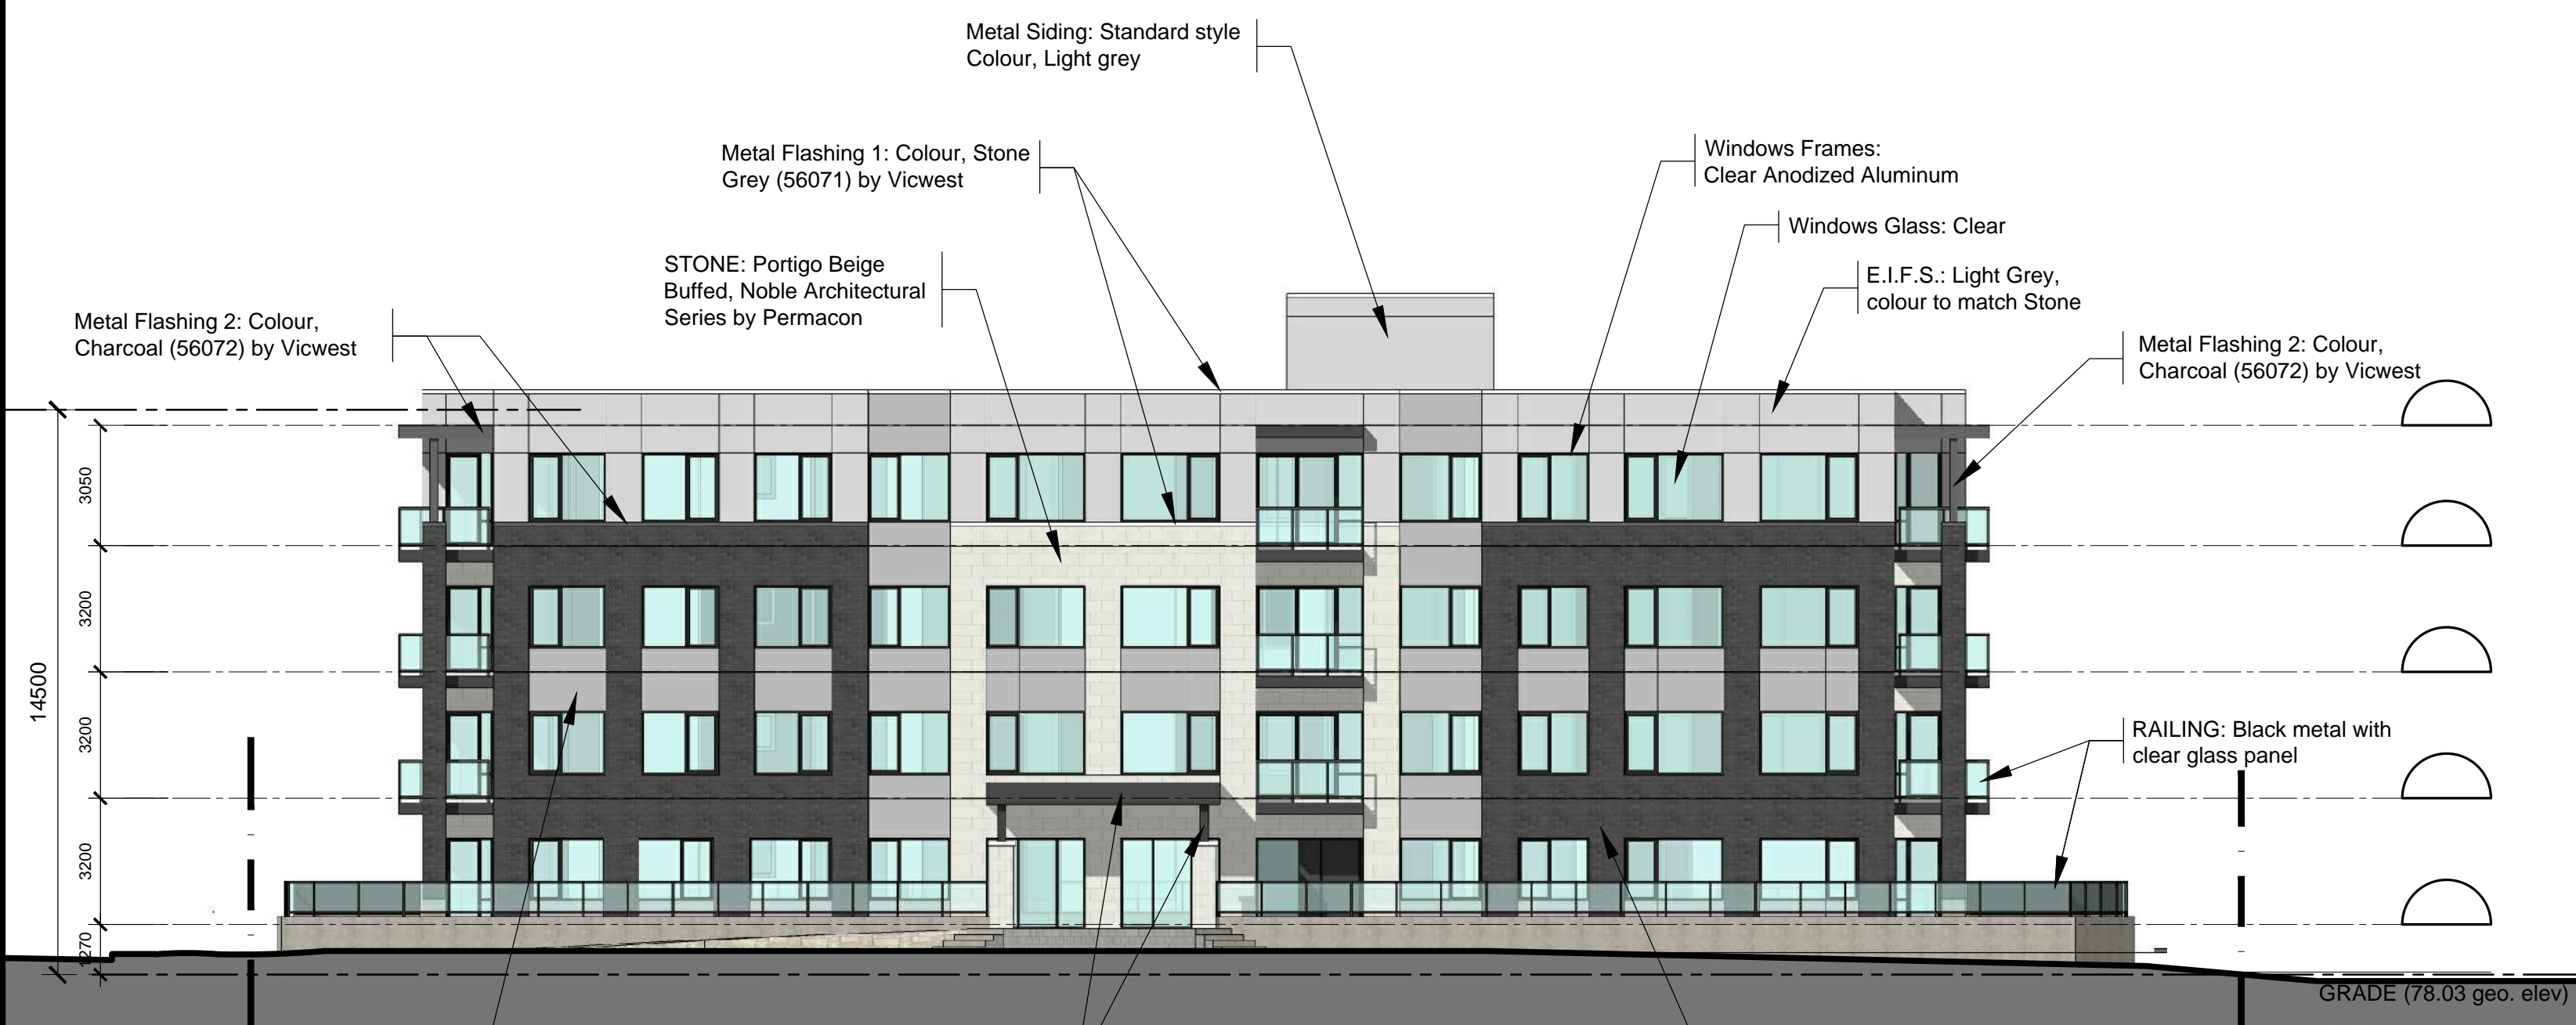 Metal Siding: Standard style
Colour, Light grey
Metal Flashing 1: Colour, Stone
Grey (56071) by Vicwest
Windows Frames:
Clear Anodized Aluminum
Windows Glass: Clear
STONE: Portigo Beige
Buffed, Noble Architectural
Series by Permacon
E.I.F.S.: Light Grey,
colour to match Stone
Metal Flashing 2: Colour,
Charcoal (56072) by Vicwest
Metal Flashing 2: Colour,
Charcoal (56072) by Vicwest
3050
3200
14500
3200
RAILING: Black metal with
clear glass panel
3200
1270
GRADE (78.03 geo. elev)